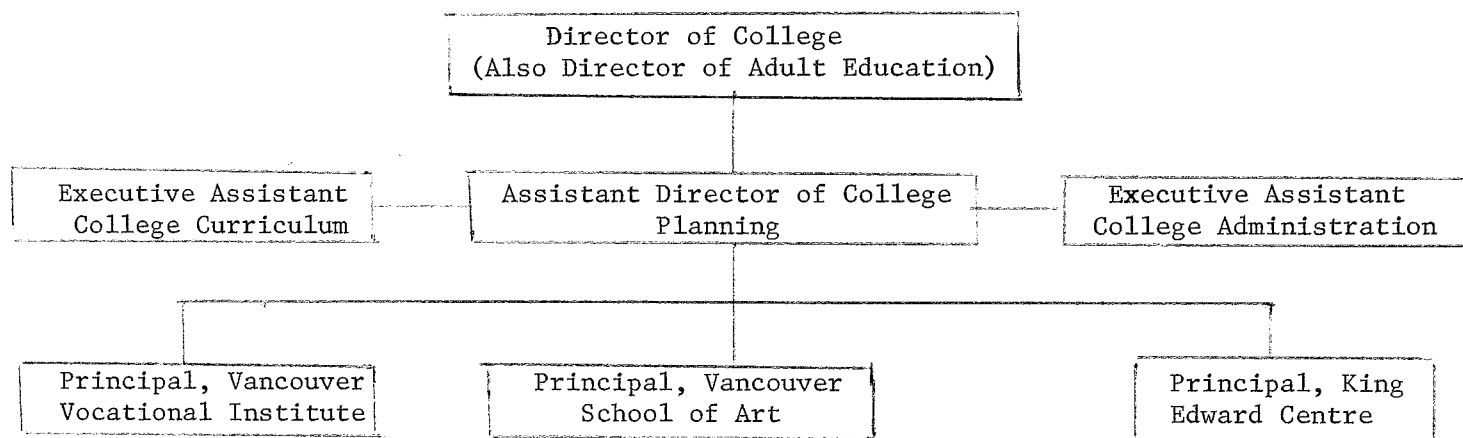 Director of College
(Also Director of Adult Education)
Executive Assistant
College Curriculum
Assistant Director of College
Planning
Executive Assistant
College Administration
Principal, Vancouver
Vocational Institute
Principal, Vancouver
School of Art
Principal, King
Edward Centre